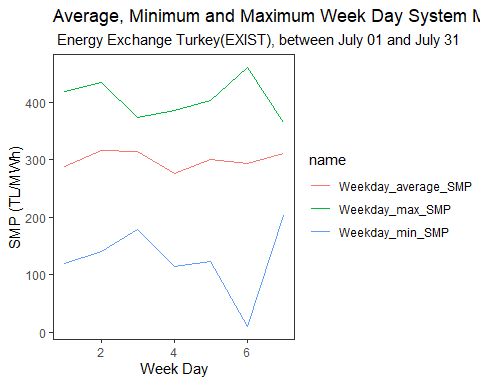 Average, Minimum and Maximum Week Day System M
Energy Exchange Turkey(EXIST), between July 01 and July 31
SMP (TL/MWh)
400
300
200
100
0
2
4
6
Week Day
name
Weekday_average_SMP
Weekday_max_SMP
Weekday_min_SMP